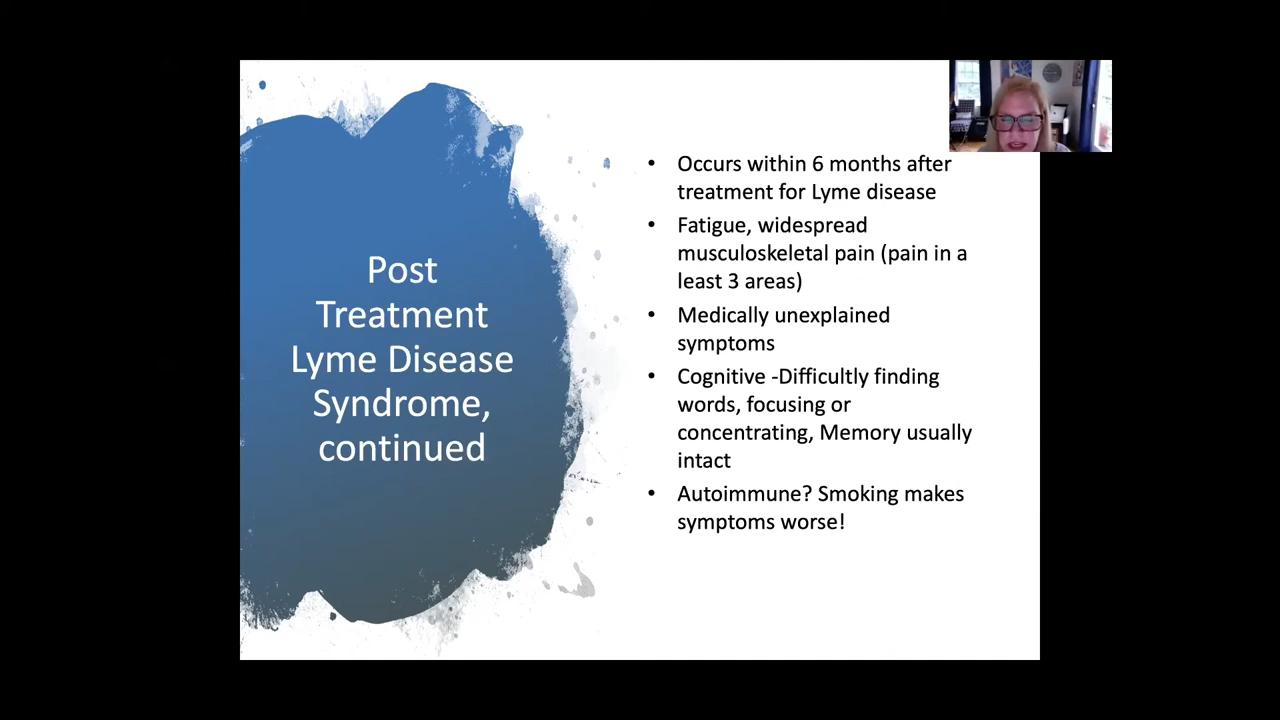 Post
Treatment
Lyme Disease
Syndrome,
continued
• Occurs within 6 months after
treatment for Lyme disease
• Fatigue, widespread
musculoskeletal pain (pain in a
least 3 areas)
• Medically unexplained
symptoms
• Cognitive -Difficultly finding
words, focusing or
concentrating, Memory usually
intact
• Autoimmune? Smoking makes
symptoms worse!